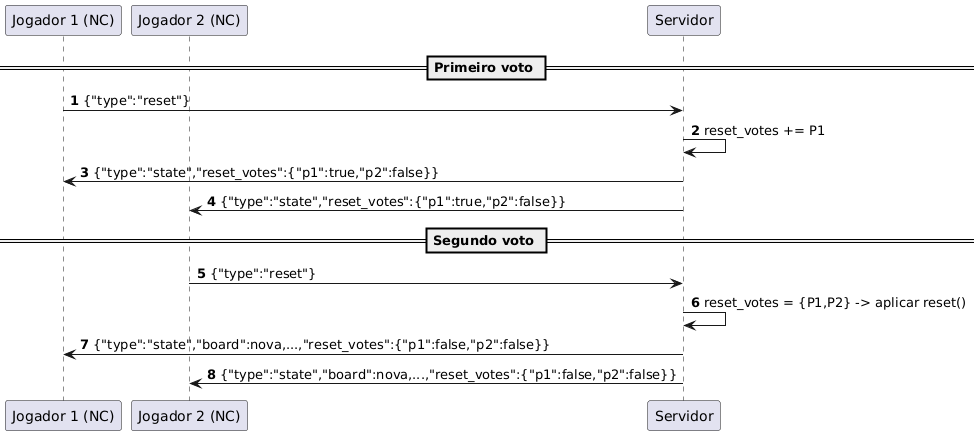 Jogador 1 (NC) Jogador 2 (NC) Servidor
Primeiro voto
1 {"type":"reset"}
2 reset_votes += P1
3 {"type":"state","reset_votes":{"p1":true,"p2":false}}
4 {"type":"state","reset_votes":{"p1":true,"p2":false}}
Segundo voto
5 {"type":"reset"}
6 reset_votes = {P1,P2} -> aplicar reset()
7 {"type":"state","board":nova,...,"reset_votes":{"p1":false,"p2":false}}
8 {"type":"state","board":nova,...,"reset_votes":{"p1":false,"p2":false}}
Jogador 1 (NC) Jogador 2 (NC) Servidor